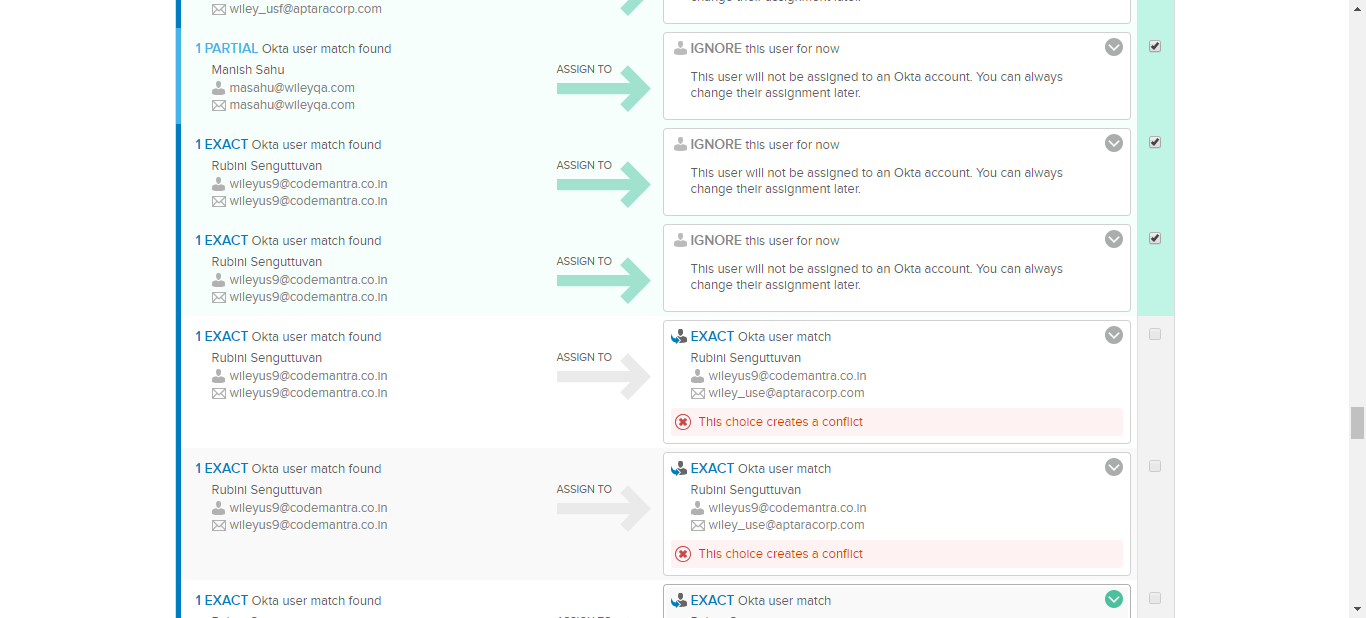 wiley_usf@aptaracorp.com
1 PARTIAL Okta user match found
Manish Sahu
masahu@wileyqa.com
masahu@wileyqa.com
ASSIGN TO
IGNORE this user for now
This user will not be assigned to an Okta account. You can always
change their assignment later.
1 EXACT Okta user match found
Rubini Senguttuvan
wileyus9@codemantra.co.in
wileyus9@codemantra.co.in
ASSIGN TO
IGNORE this user for now
This user will not be assigned to an Okta account. You can always
change their assignment later.
1 EXACT Okta user match found
Rubini Senguttuvan
wileyus9@codemantra.co.in
wileyus9@codemantra.co.in
ASSIGN TO
IGNORE this user for now
This user will not be assigned to an Okta account. You can always
change their assignment later.
1 EXACT Okta user match found
Rubini Senguttuvan
wileyus9@codemantra.co.in
wileyus9@codemantra.co.in
ASSIGN TO
EXACT Okta user match
Rubini Senguttuvan
wileyus9@codemantra.co.in
wiley_use@aptaracorp.com
This choice creates a conflict
1 EXACT Okta user match found
Rubini Senguttuvan
wileyus9@codemantra.co.in
wileyus9@codemantra.co.in
ASSIGN TO
EXACT Okta user match
Rubini Senguttuvan
wileyus9@codemantra.co.in
wiley_use@aptaracorp.com
This choice creates a conflict
1 EXACT Okta user match found
EXACT Okta user match